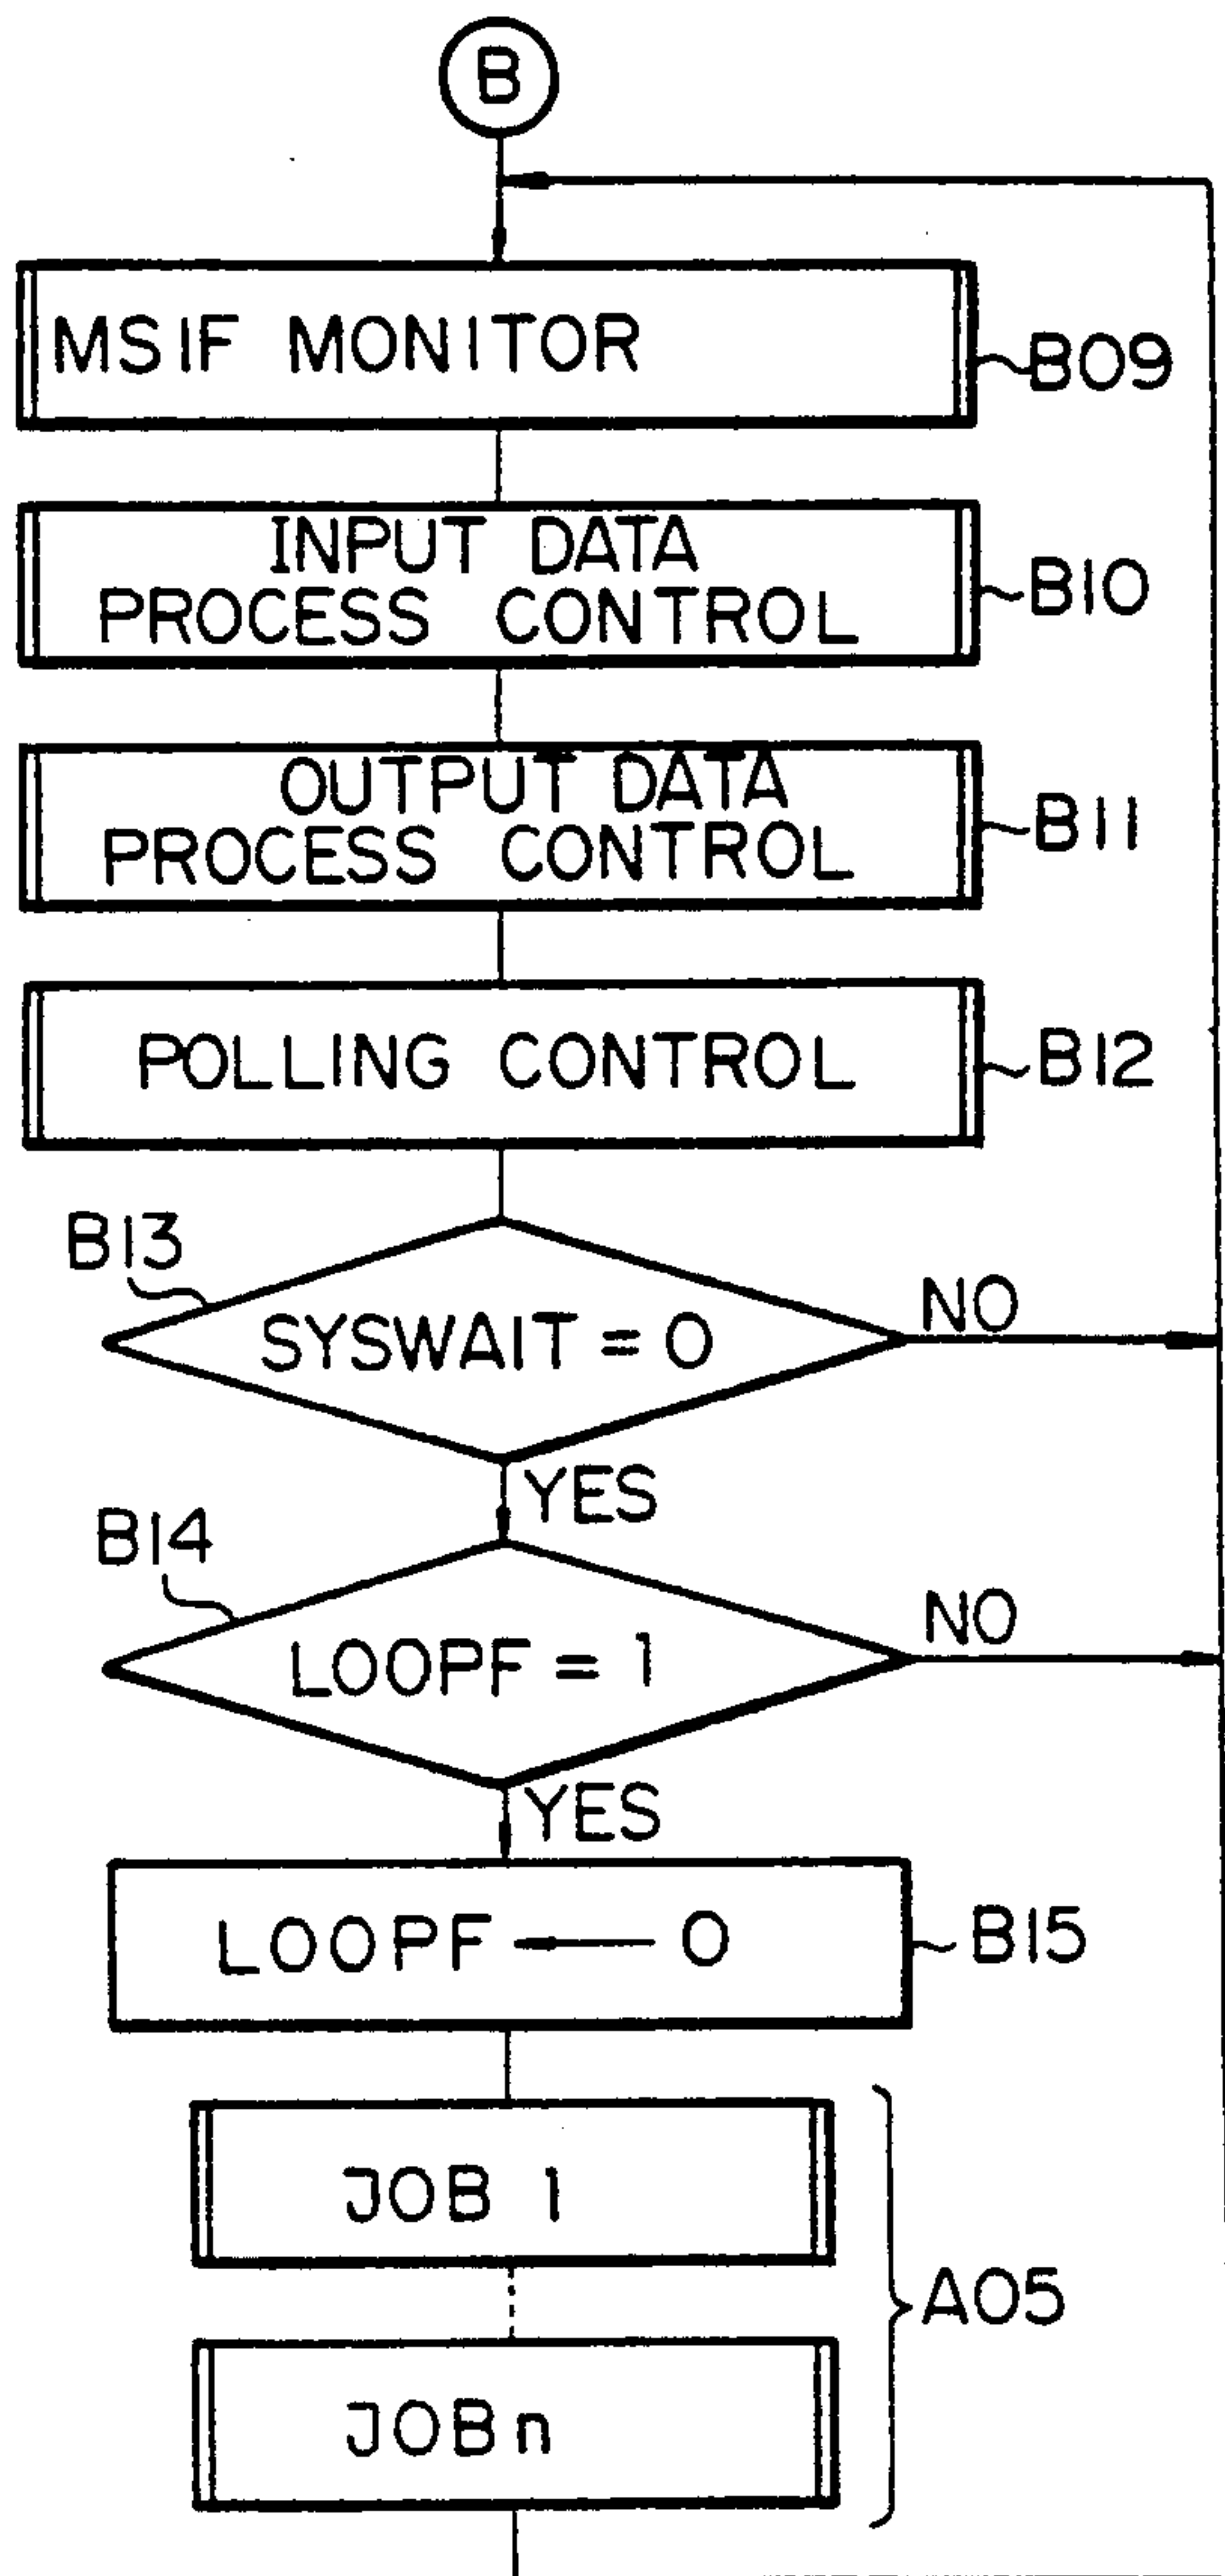 B
MSIF MONITOR
B09
INPUT DATA
PROCESS CONTROL
B10
OUTPUT DATA
PROCESS CONTROL
B11
POLLING CONTROL
B12
B13
SYSWAIT = 0
NO
YES
B14
LOOPF = 1
NO
YES
LOOPF ← 0
B15
JOB 1
A05
JOBn